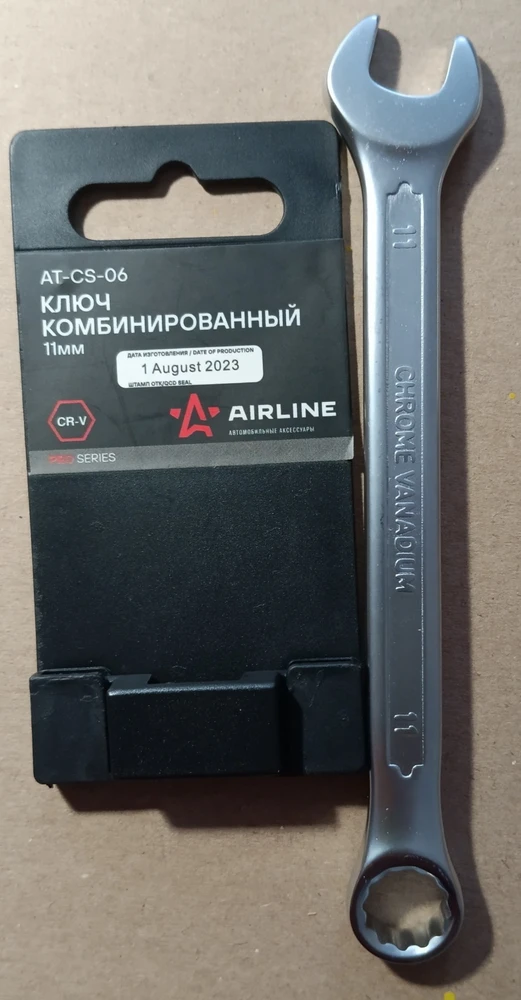 AT-CS-06
КЛЮЧ
КОМБИНИРОВАННЫЙ
11мм
ДАТА ИЗГОТОВЛЕНИЯ / DATE OF PRODUCTION
1 August 2023
ШТАМП ОТК/QCD SEAL
CR-V
AIRLINE
АВТОМОБИЛЬНЫЕ АКСЕССУАРЫ
PRO SERIES
11
CHROME VANADIUM
11